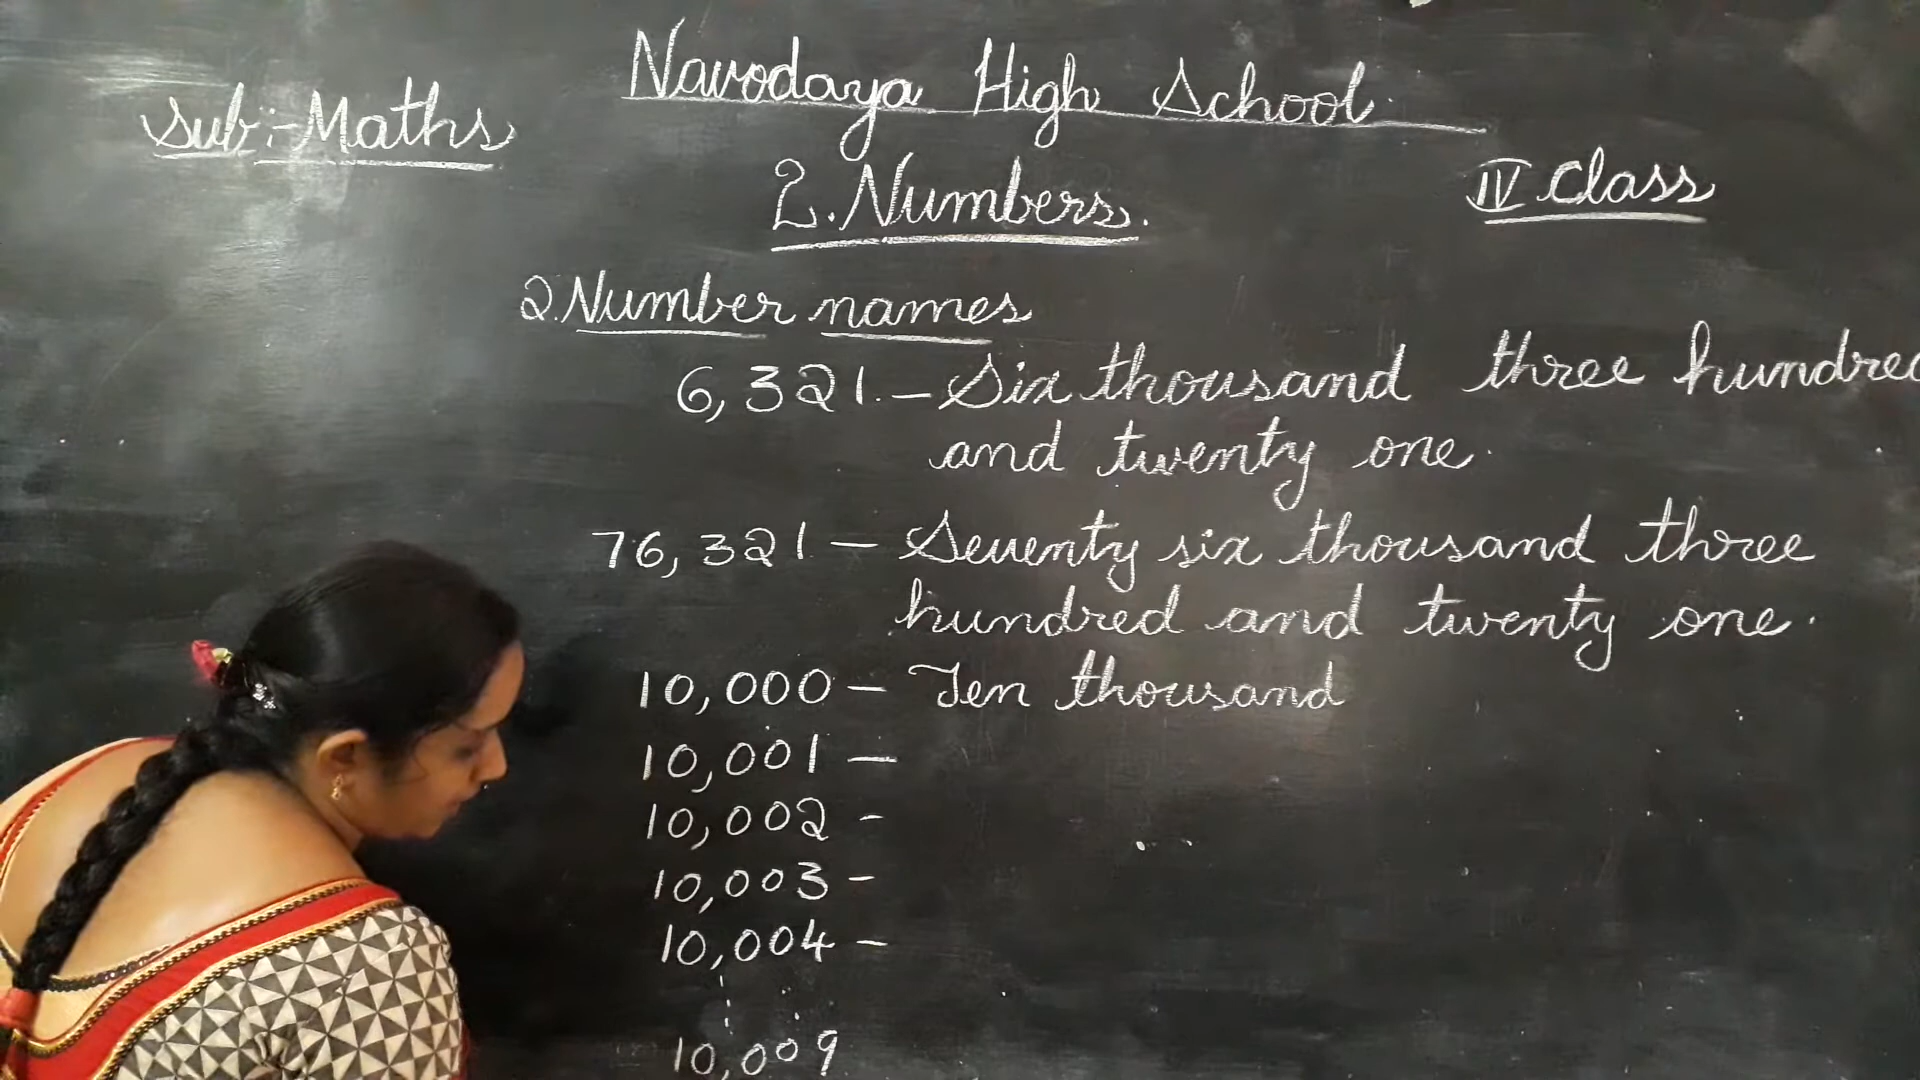 Navodaya High School.
Sub:-Maths
2. Numbers.
IV Class
2. Number names
6,321. - Six thousand three hundred
and twenty one.
76,321 - Seventy six thousand three
hundred and twenty one.
10,000 - Ten thousand
10,001 -
10,002 -
10,003 -
10,004 -
10,009